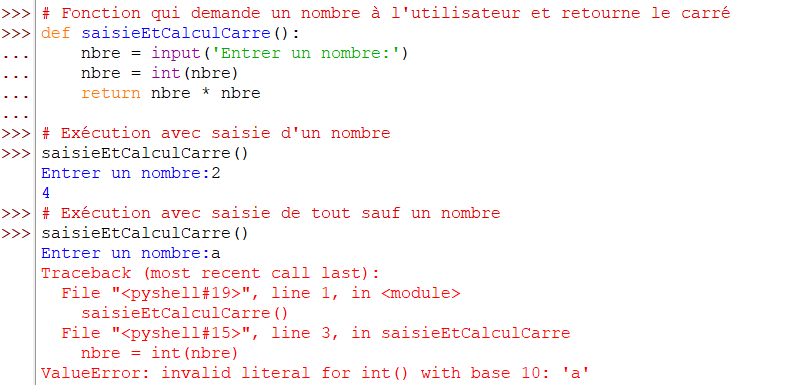 >>> # Fonction qui demande un nombre à l'utilisateur et retourne le carré
>>> def saisieEtCalculCarre():
...     nbre = input('Entrer un nombre:')
...     nbre = int(nbre)
...     return nbre * nbre
...
>>> # Exécution avec saisie d'un nombre
>>> saisieEtCalculCarre()
    Entrer un nombre:2
    4
>>> # Exécution avec saisie de tout sauf un nombre
>>> saisieEtCalculCarre()
    Entrer un nombre:a
    Traceback (most recent call last):
      File "<pyshell#19>", line 1, in <module>
        saisieEtCalculCarre()
      File "<pyshell#15>", line 3, in saisieEtCalculCarre
        nbre = int(nbre)
    ValueError: invalid literal for int() with base 10: 'a'